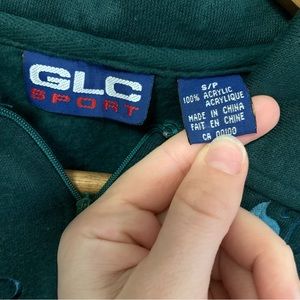 GLC
SPORT
S/P
100% ACRYLIC
ACRYLIQUE
MADE IN CHINA
FAIT EN CHINE
CA 00100